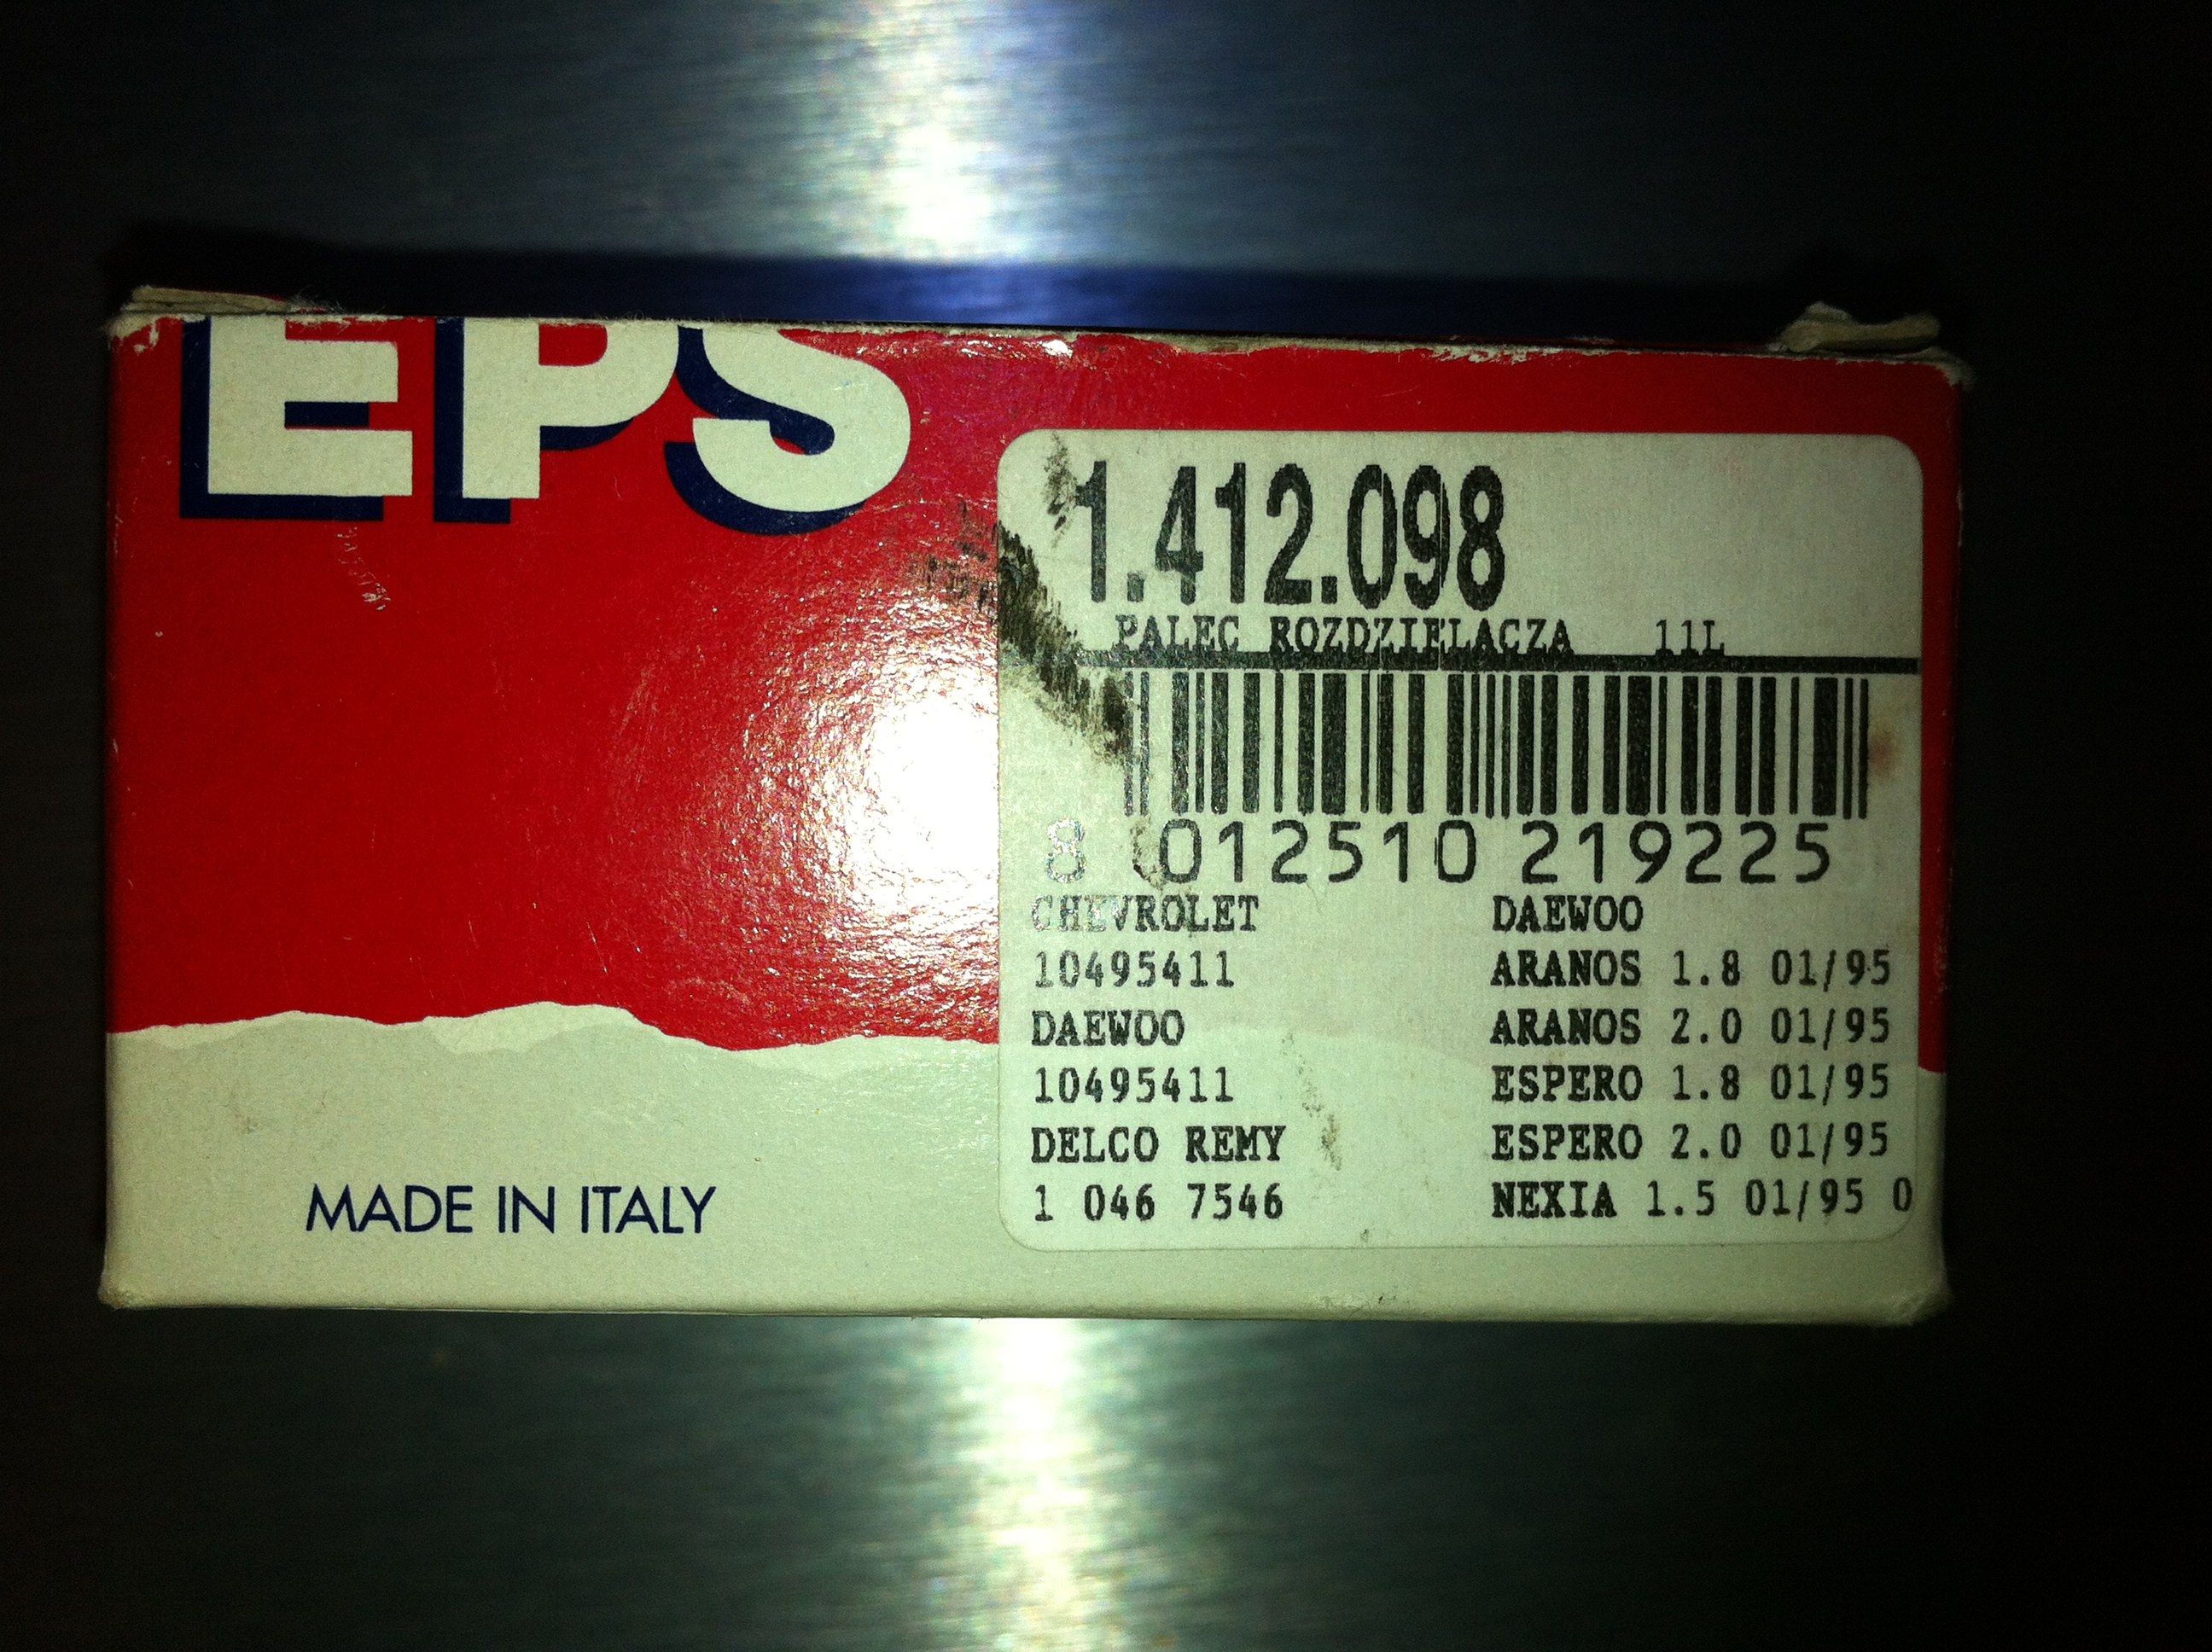 EPS
1.412.098
PALEC ROZDZIELACZA 11L
8 012510 219225
CHEVROLET
10495411
DAEWOO
10495411
DELCO REMY
1 046 7546
DAEWOO
ARANOS 1.8 01/95
ARANOS 2.0 01/95
ESPERO 1.8 01/95
ESPERO 2.0 01/95
NEXIA 1.5 01/95 0
MADE IN ITALY